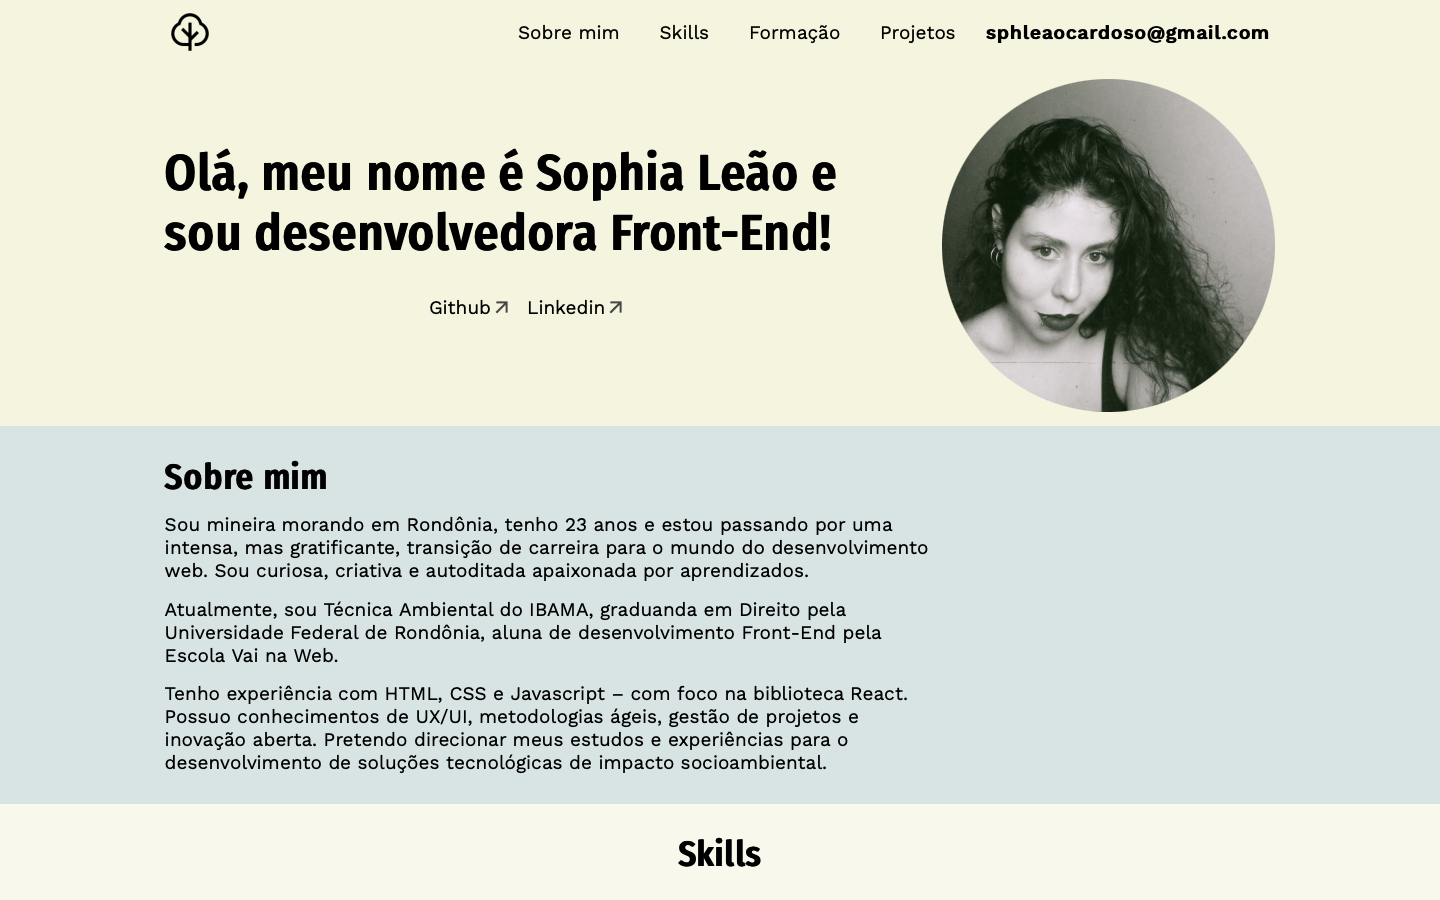 Sobre mim Skills Formação Projetos sphleaocardoso@gmail.com
Olá, meu nome é Sophia Leão e
sou desenvolvedora Front-End!
Github Linkedin
Sobre mim
Sou mineira morando em Rondônia, tenho 23 anos e estou passando por uma
intensa, mas gratificante, transição de carreira para o mundo do desenvolvimento
web. Sou curiosa, criativa e autoditada apaixonada por aprendizados.
Atualmente, sou Técnica Ambiental do IBAMA, graduanda em Direito pela
Universidade Federal de Rondônia, aluna de desenvolvimento Front-End pela
Escola Vai na Web.
Tenho experiência com HTML, CSS e Javascript – com foco na biblioteca React.
Possuo conhecimentos de UX/UI, metodologias ágeis, gestão de projetos e
inovação aberta. Pretendo direcionar meus estudos e experiências para o
desenvolvimento de soluções tecnológicas de impacto socioambiental.
Skills